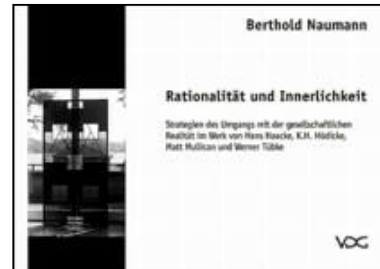 Berthold Naumann
Rationalität und Innerlichkeit
Strategien des Umgangs mit der gesellschaftlichen
Realität im Werk von Hans Haacke, K.H. Hödicke,
Matt Mullican und Werner Tübke
VDG